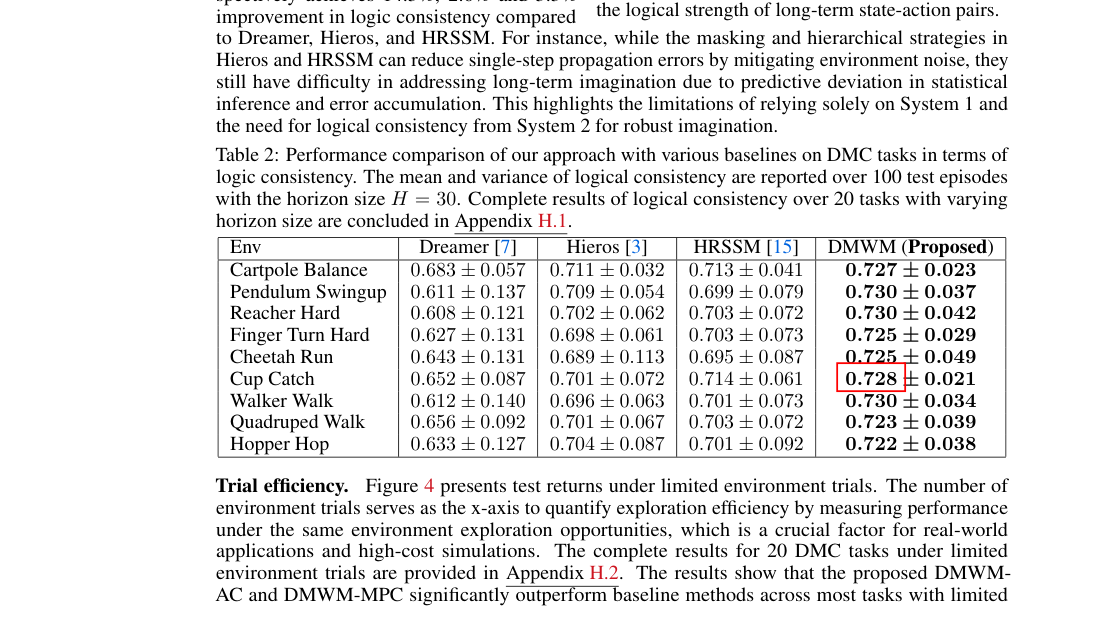 improvement in logic consistency compared
the logical strength of long-term state-action pairs.
to Dreamer, Hieros, and HRSSM. For instance, while the masking and hierarchical strategies in
Hieros and HRSSM can reduce single-step propagation errors by mitigating environment noise, they
still have difficulty in addressing long-term imagination due to predictive deviation in statistical
inference and error accumulation. This highlights the limitations of relying solely on System 1 and
the need for logical consistency from System 2 for robust imagination.
Table 2: Performance comparison of our approach with various baselines on DMC tasks in terms of
logic consistency. The mean and variance of logical consistency are reported over 100 test episodes
with the horizon size H = 30. Complete results of logical consistency over 20 tasks with varying
horizon size are concluded in Appendix H.1.
Env Dreamer [7] Hieros [3] HRSSM [15] DMWM (Proposed)
Cartpole Balance 0.683 ± 0.057 0.711 ± 0.032 0.713 ± 0.041 0.727 ± 0.023
Pendulum Swingup 0.611 ± 0.137 0.709 ± 0.054 0.699 ± 0.079 0.730 ± 0.037
Reacher Hard 0.608 ± 0.121 0.702 ± 0.062 0.703 ± 0.072 0.730 ± 0.042
Finger Turn Hard 0.627 ± 0.131 0.698 ± 0.061 0.703 ± 0.073 0.725 ± 0.029
Cheetah Run 0.643 ± 0.131 0.689 ± 0.113 0.695 ± 0.087 0.725 ± 0.049
Cup Catch 0.652 ± 0.087 0.701 ± 0.072 0.714 ± 0.061 0.728 ± 0.021
Walker Walk 0.612 ± 0.140 0.696 ± 0.063 0.701 ± 0.073 0.730 ± 0.034
Quadruped Walk 0.656 ± 0.092 0.701 ± 0.067 0.703 ± 0.072 0.723 ± 0.039
Hopper Hop 0.633 ± 0.127 0.704 ± 0.087 0.701 ± 0.092 0.722 ± 0.038
Trial efficiency. Figure 4 presents test returns under limited environment trials. The number of
environment trials serves as the x-axis to quantify exploration efficiency by measuring performance
under the same environment exploration opportunities, which is a crucial factor for real-world
applications and high-cost simulations. The complete results for 20 DMC tasks under limited
environment trials are provided in Appendix H.2. The results show that the proposed DMWM-
AC and DMWM-MPC significantly outperform baseline methods across most tasks with limited